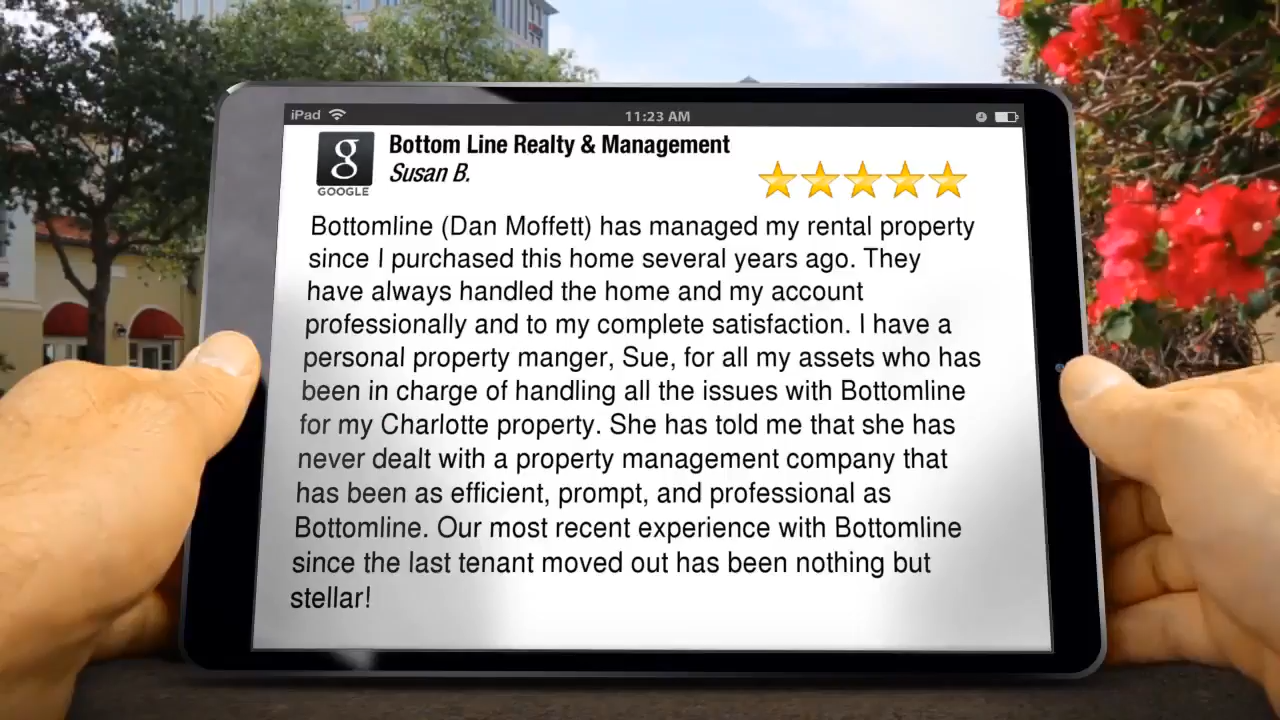 iPad
11:23 AM
g
GOOGLE
Bottom Line Realty & Management
Susan B.
Bottomline (Dan Moffett) has managed my rental property
since I purchased this home several years ago. They
have always handled the home and my account
professionally and to my complete satisfaction. I have a
personal property manger, Sue, for all my assets who has
been in charge of handling all the issues with Bottomline
for my Charlotte property. She has told me that she has
never dealt with a property management company that
has been as efficient, prompt, and professional as
Bottomline. Our most recent experience with Bottomline
since the last tenant moved out has been nothing but
stellar!